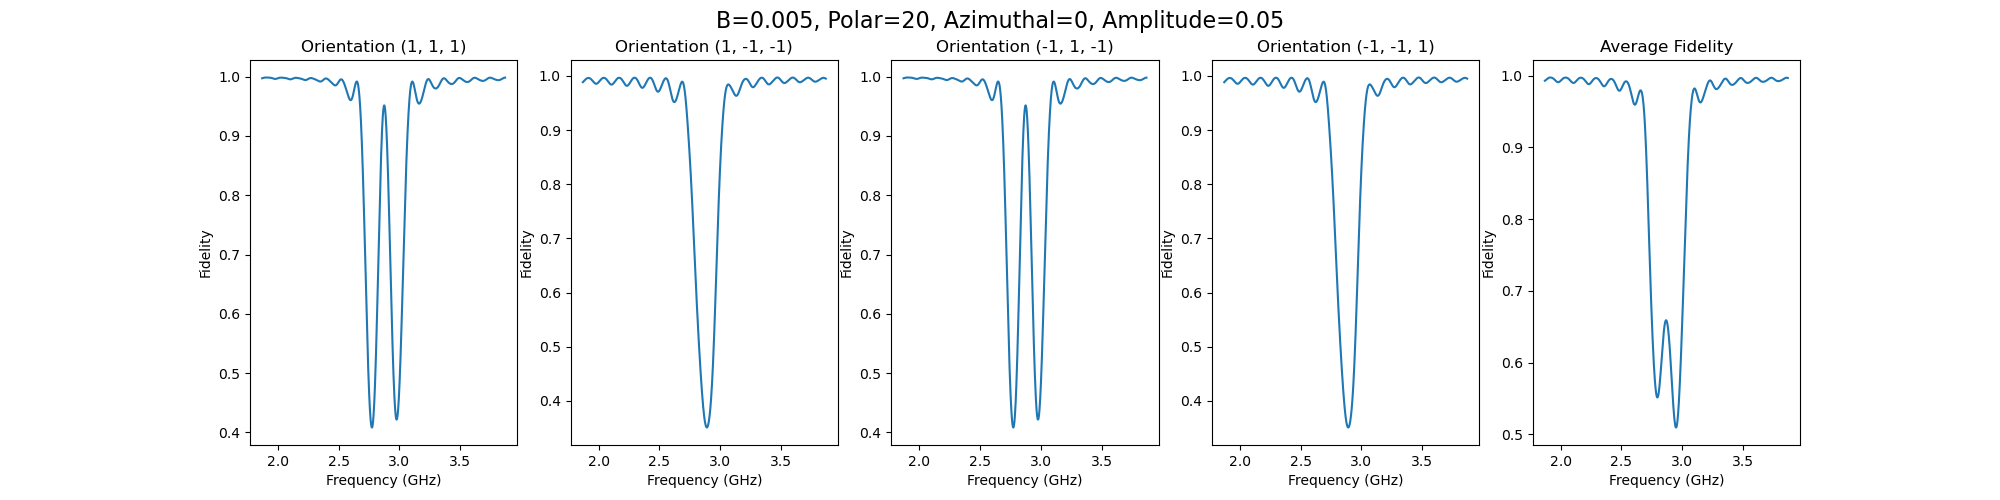 B=0.005, Polar=20, Azimuthal=0, Amplitude=0.05
Orientation (1, 1, 1)
Fidelity
1.0
0.9
0.8
0.7
0.6
0.5
0.4
2.0 2.5 3.0 3.5
Frequency (GHz)
Orientation (1, -1, -1)
Fidelity
1.0
0.9
0.8
0.7
0.6
0.5
0.4
2.0 2.5 3.0 3.5
Frequency (GHz)
Orientation (-1, 1, -1)
Fidelity
1.0
0.9
0.8
0.7
0.6
0.5
0.4
2.0 2.5 3.0 3.5
Frequency (GHz)
Orientation (-1, -1, 1)
Fidelity
1.0
0.9
0.8
0.7
0.6
0.5
0.4
2.0 2.5 3.0 3.5
Frequency (GHz)
Average Fidelity
Fidelity
1.0
0.9
0.8
0.7
0.6
0.5
2.0 2.5 3.0 3.5
Frequency (GHz)